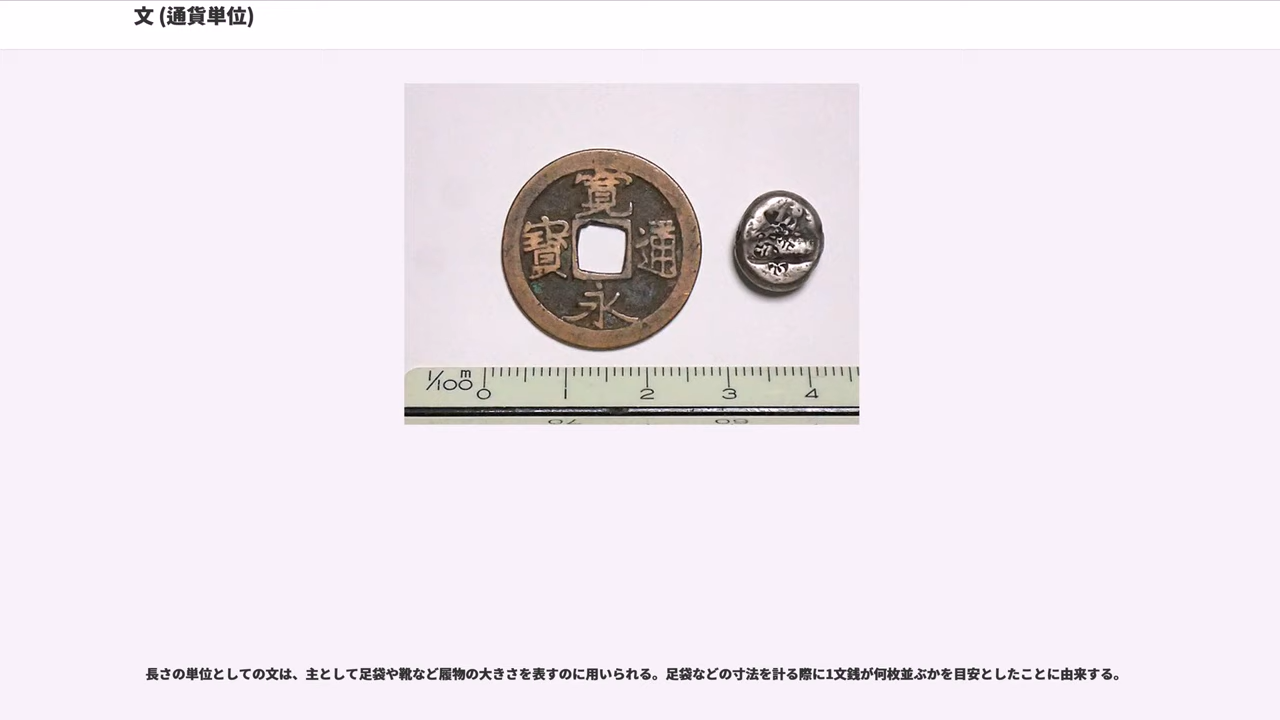 文 (通貨単位)
寛
寳 通
永
1/100 m 0 1 2 3 4
70 60
長さの単位としての文は、主として足袋や靴など履物の大きさを表すのに用いられる。足袋などの寸法を計る際に1文銭が何枚並ぶかを目安としたことに由来する。